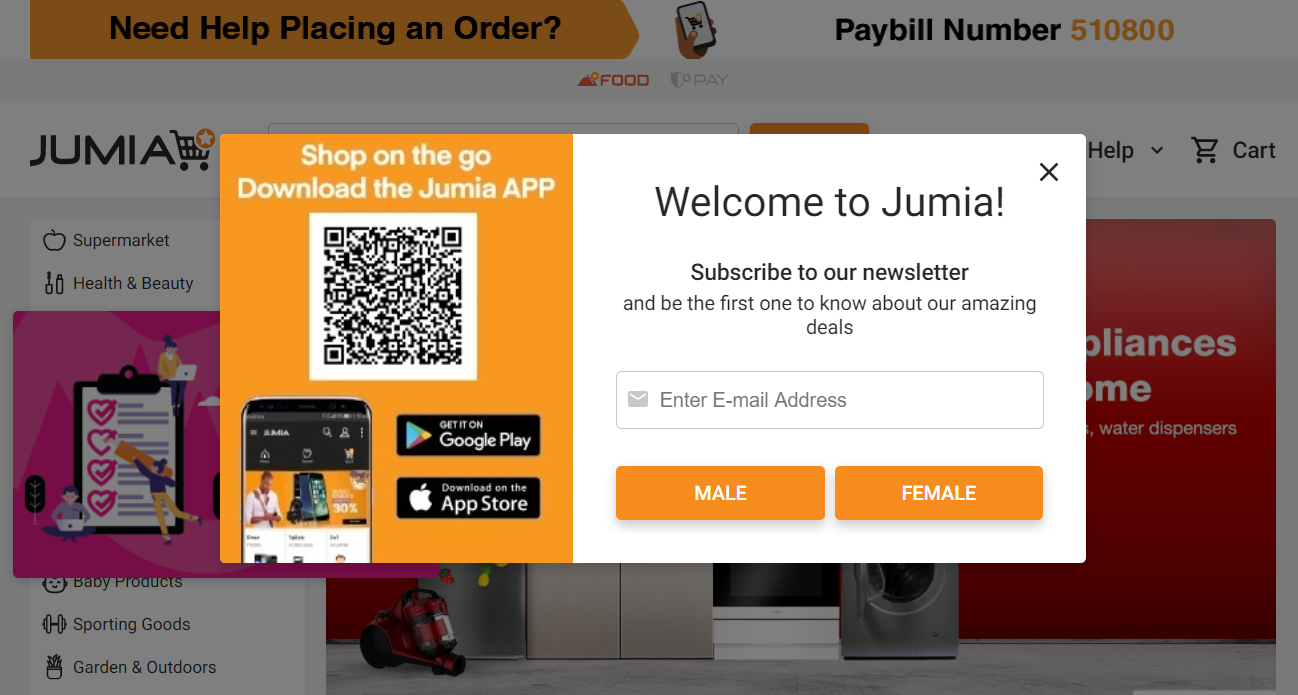 Need Help Placing an Order?
Paybill Number 510800
FOOD
PAY
JUMIA
Help
Cart
Supermarket
Health & Beauty
Baby Products
Sporting Goods
Garden & Outdoors
Shop on the go
Download the Jumia APP
JUMIA
30%
GET IT ON
Google Play
Download on the
App Store
Welcome to Jumia!
Subscribe to our newsletter
and be the first one to know about our amazing
deals
Enter E-mail Address
MALE
FEMALE
pliances
ome
s, water dispensers